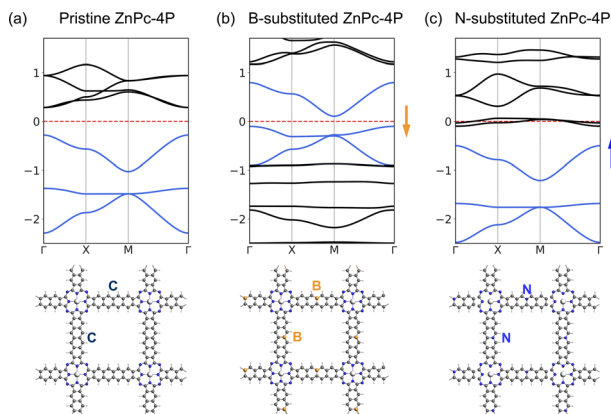 (a) Pristine ZnPc-4P
(b) B-substituted ZnPc-4P
(c) N-substituted ZnPc-4P
1
0
−1
−2
Γ X M Γ
1
0
−1
−2
Γ X M Γ
1
0
−1
−2
Γ X M Γ
C
C
B
B
N
N